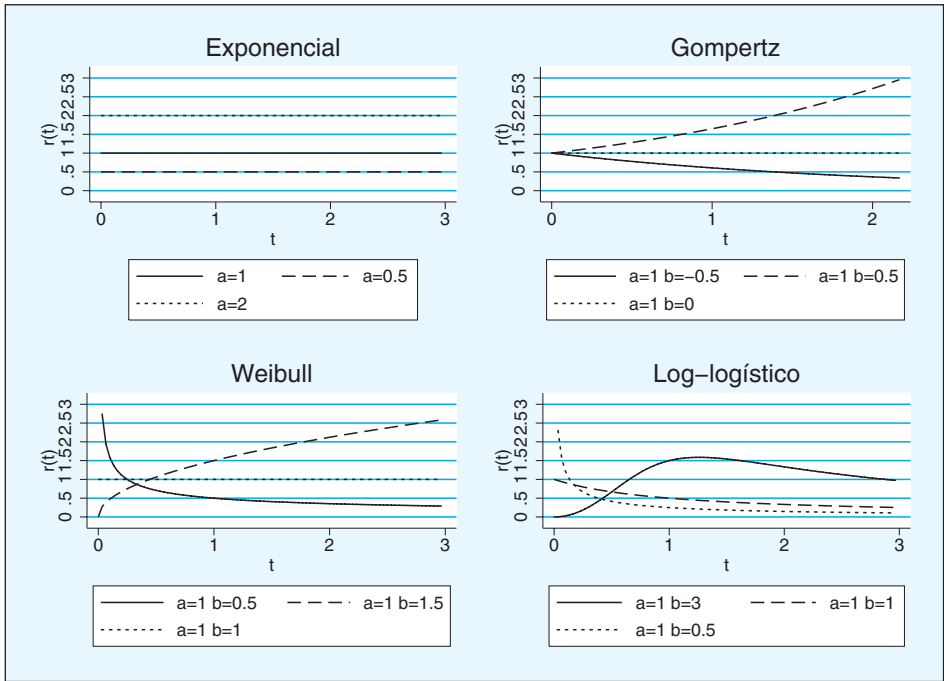 Exponencial
r(t)
0 .5 1 1.5 2 2.5 3
0 1 2 3
t
a=1 a=0.5
a=2
Gompertz
r(t)
0 .5 1 1.5 2 2.5 3
0 1 2
t
a=1 b=−0.5 a=1 b=0.5
a=1 b=0
Weibull
r(t)
0 .5 1 1.5 2 2.5 3
0 1 2 3
t
a=1 b=0.5 a=1 b=1.5
a=1 b=1
Log−logístico
r(t)
0 .5 1 1.5 2 2.5 3
0 1 2 3
t
a=1 b=3 a=1 b=1
a=1 b=0.5